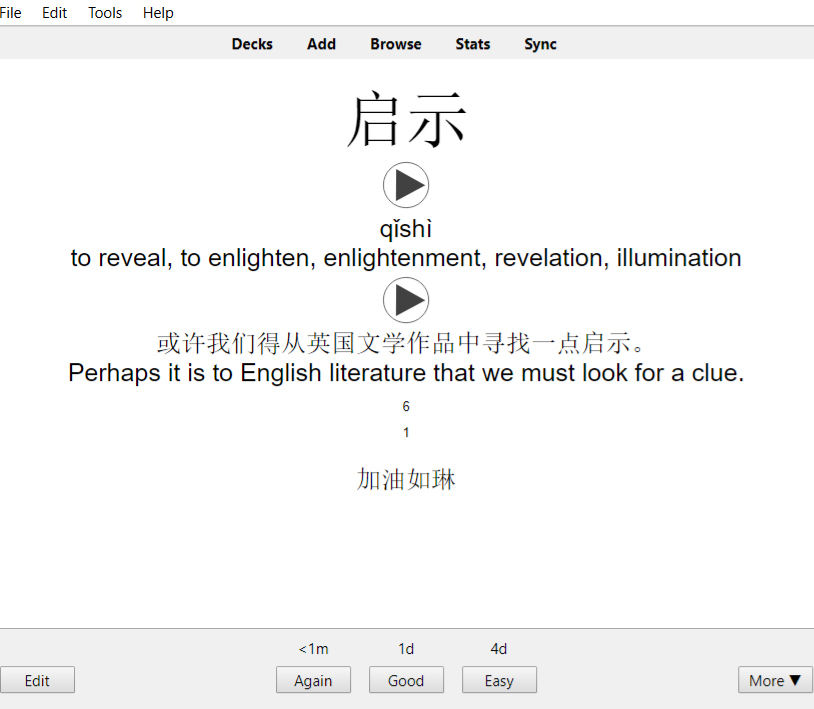 File Edit Tools Help
Decks Add Browse Stats Sync
启示
qǐshì
to reveal, to enlighten, enlightenment, revelation, illumination
或许我们得从英国文学作品中寻找一点启示。
Perhaps it is to English literature that we must look for a clue.
6
1
加油如琳
<1m 1d 4d
Edit Again Good Easy More ▼